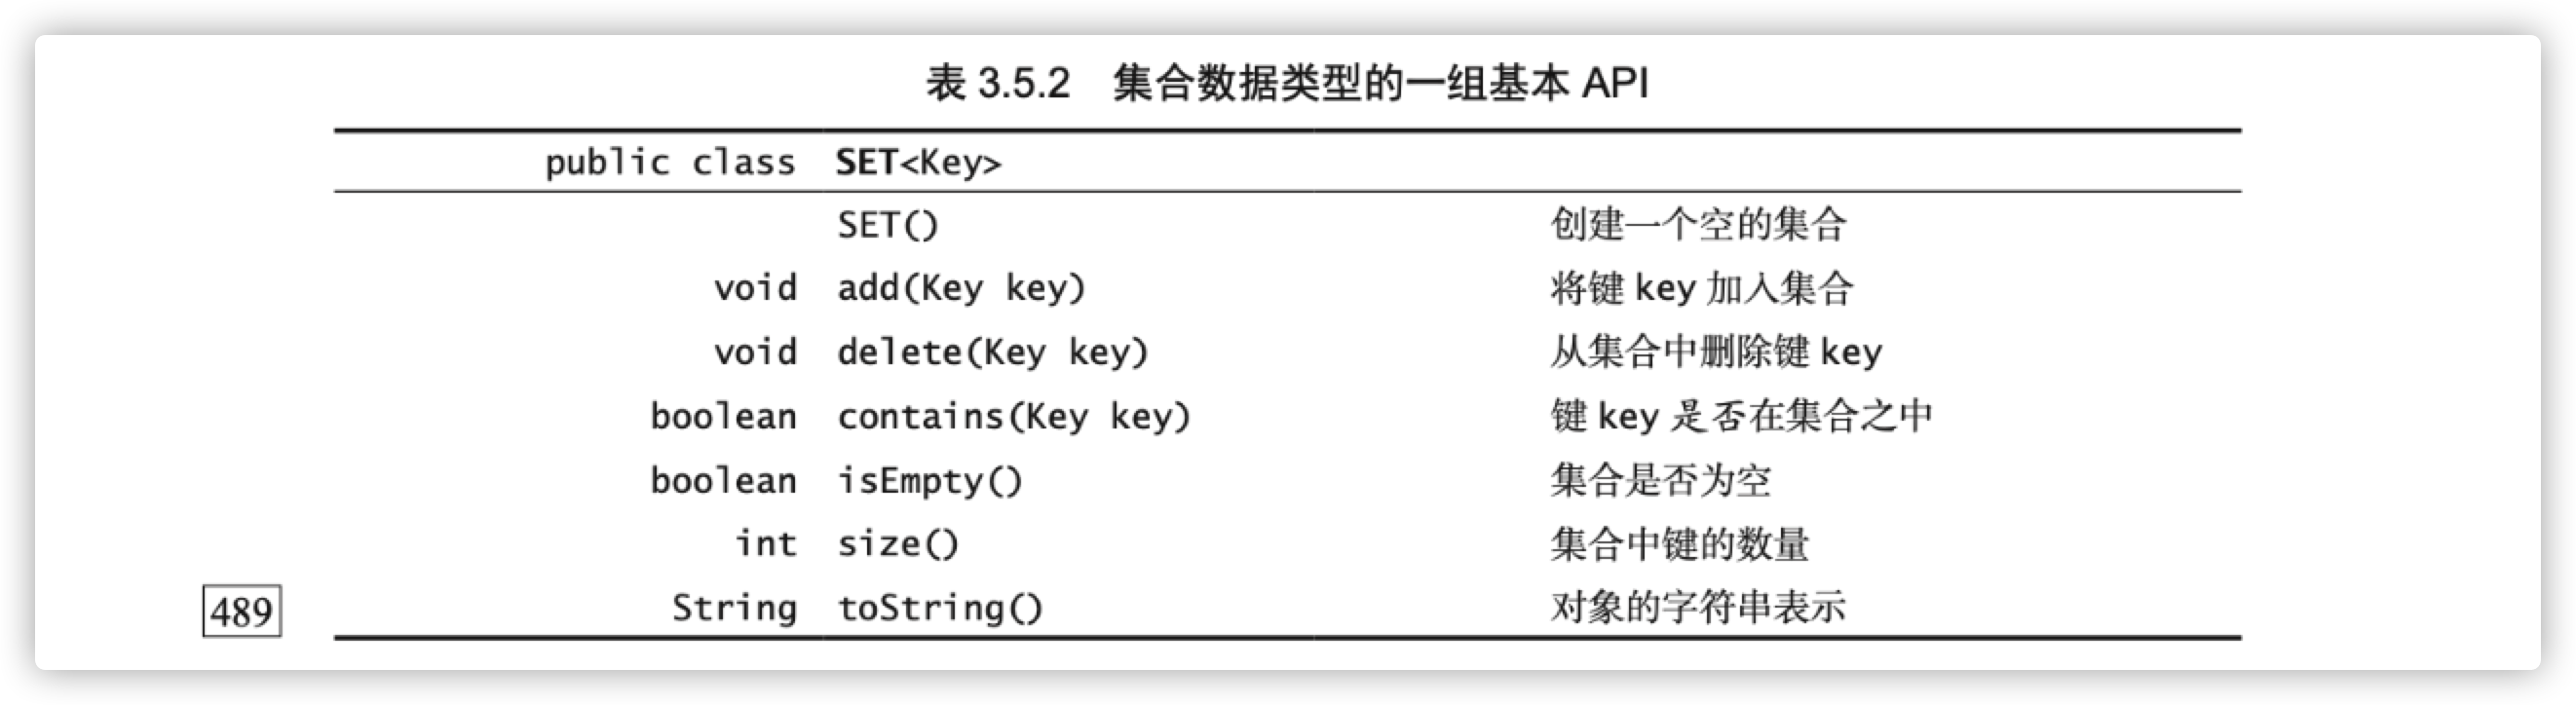 表 3.5.2 集合数据类型的一组基本 API
public class SET<Key>
SET() 创建一个空的集合
void add(Key key) 将键 key 加入集合
void delete(Key key) 从集合中删除键 key
boolean contains(Key key) 键 key 是否在集合之中
boolean isEmpty() 集合是否为空
int size() 集合中键的数量
489 String toString() 对象的字符串表示